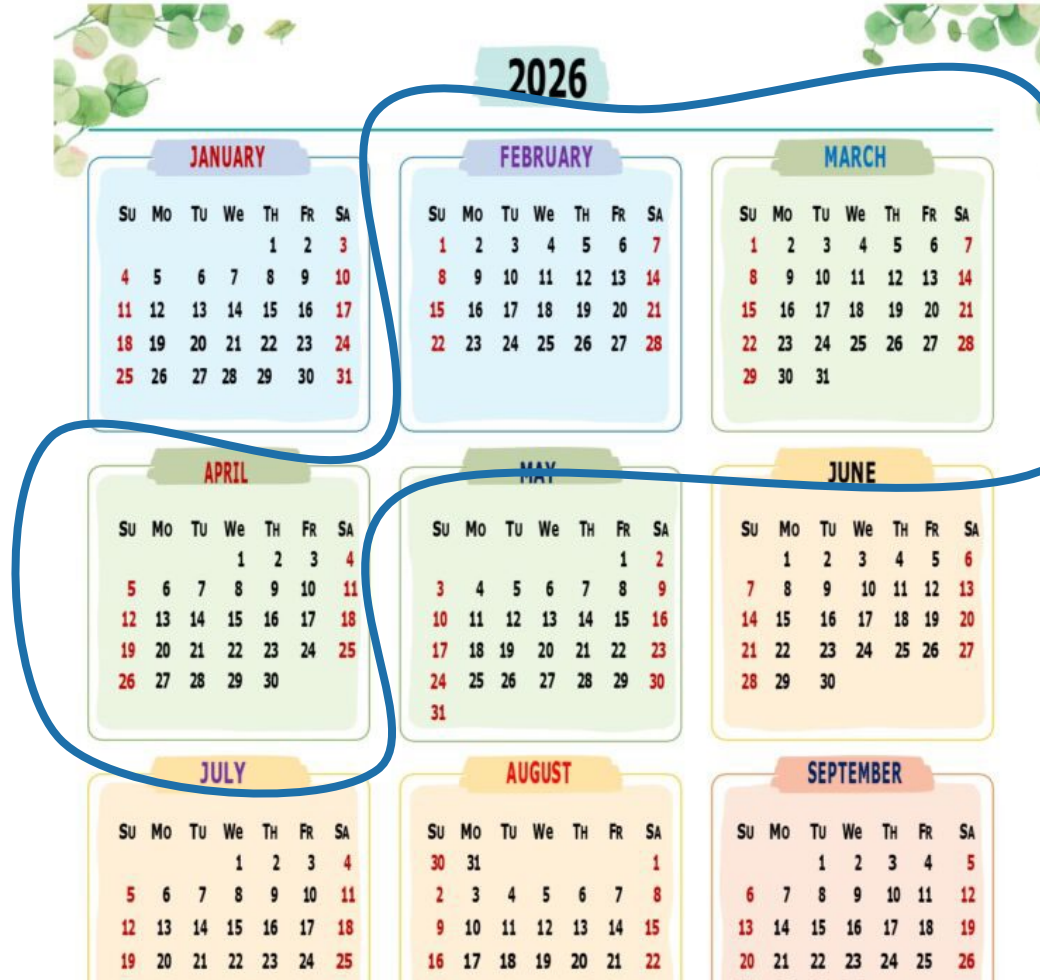 2026
JANUARY FEBRUARY MARCH
Su Mo Tu We Th Fr Sa Su Mo Tu We Th Fr Sa Su Mo Tu We Th Fr Sa
1 2 3 1 2 3 4 5 6 7 1 2 3 4 5 6 7
4 5 6 7 8 9 10 8 9 10 11 12 13 14 8 9 10 11 12 13 14
11 12 13 14 15 16 17 15 16 17 18 19 20 21 15 16 17 18 19 20 21
18 19 20 21 22 23 24 22 23 24 25 26 27 28 22 23 24 25 26 27 28
25 26 27 28 29 30 31 29 30 31
APRIL MAY JUNE
Su Mo Tu We Th Fr Sa Su Mo Tu We Th Fr Sa Su Mo Tu We Th Fr Sa
1 2 3 4 1 2 1 2 3 4 5 6
5 6 7 8 9 10 11 3 4 5 6 7 8 9 7 8 9 10 11 12 13
12 13 14 15 16 17 18 10 11 12 13 14 15 16 14 15 16 17 18 19 20
19 20 21 22 23 24 25 17 18 19 20 21 22 23 21 22 23 24 25 26 27
26 27 28 29 30 24 25 26 27 28 29 30 28 29 30
31
JULY AUGUST SEPTEMBER
Su Mo Tu We Th Fr Sa Su Mo Tu We Th Fr Sa Su Mo Tu We Th Fr Sa
1 2 3 4 30 31 1 1 2 3 4 5
5 6 7 8 9 10 11 2 3 4 5 6 7 8 6 7 8 9 10 11 12
12 13 14 15 16 17 18 9 10 11 12 13 14 15 13 14 15 16 17 18 19
19 20 21 22 23 24 25 16 17 18 19 20 21 22 20 21 22 23 24 25 26